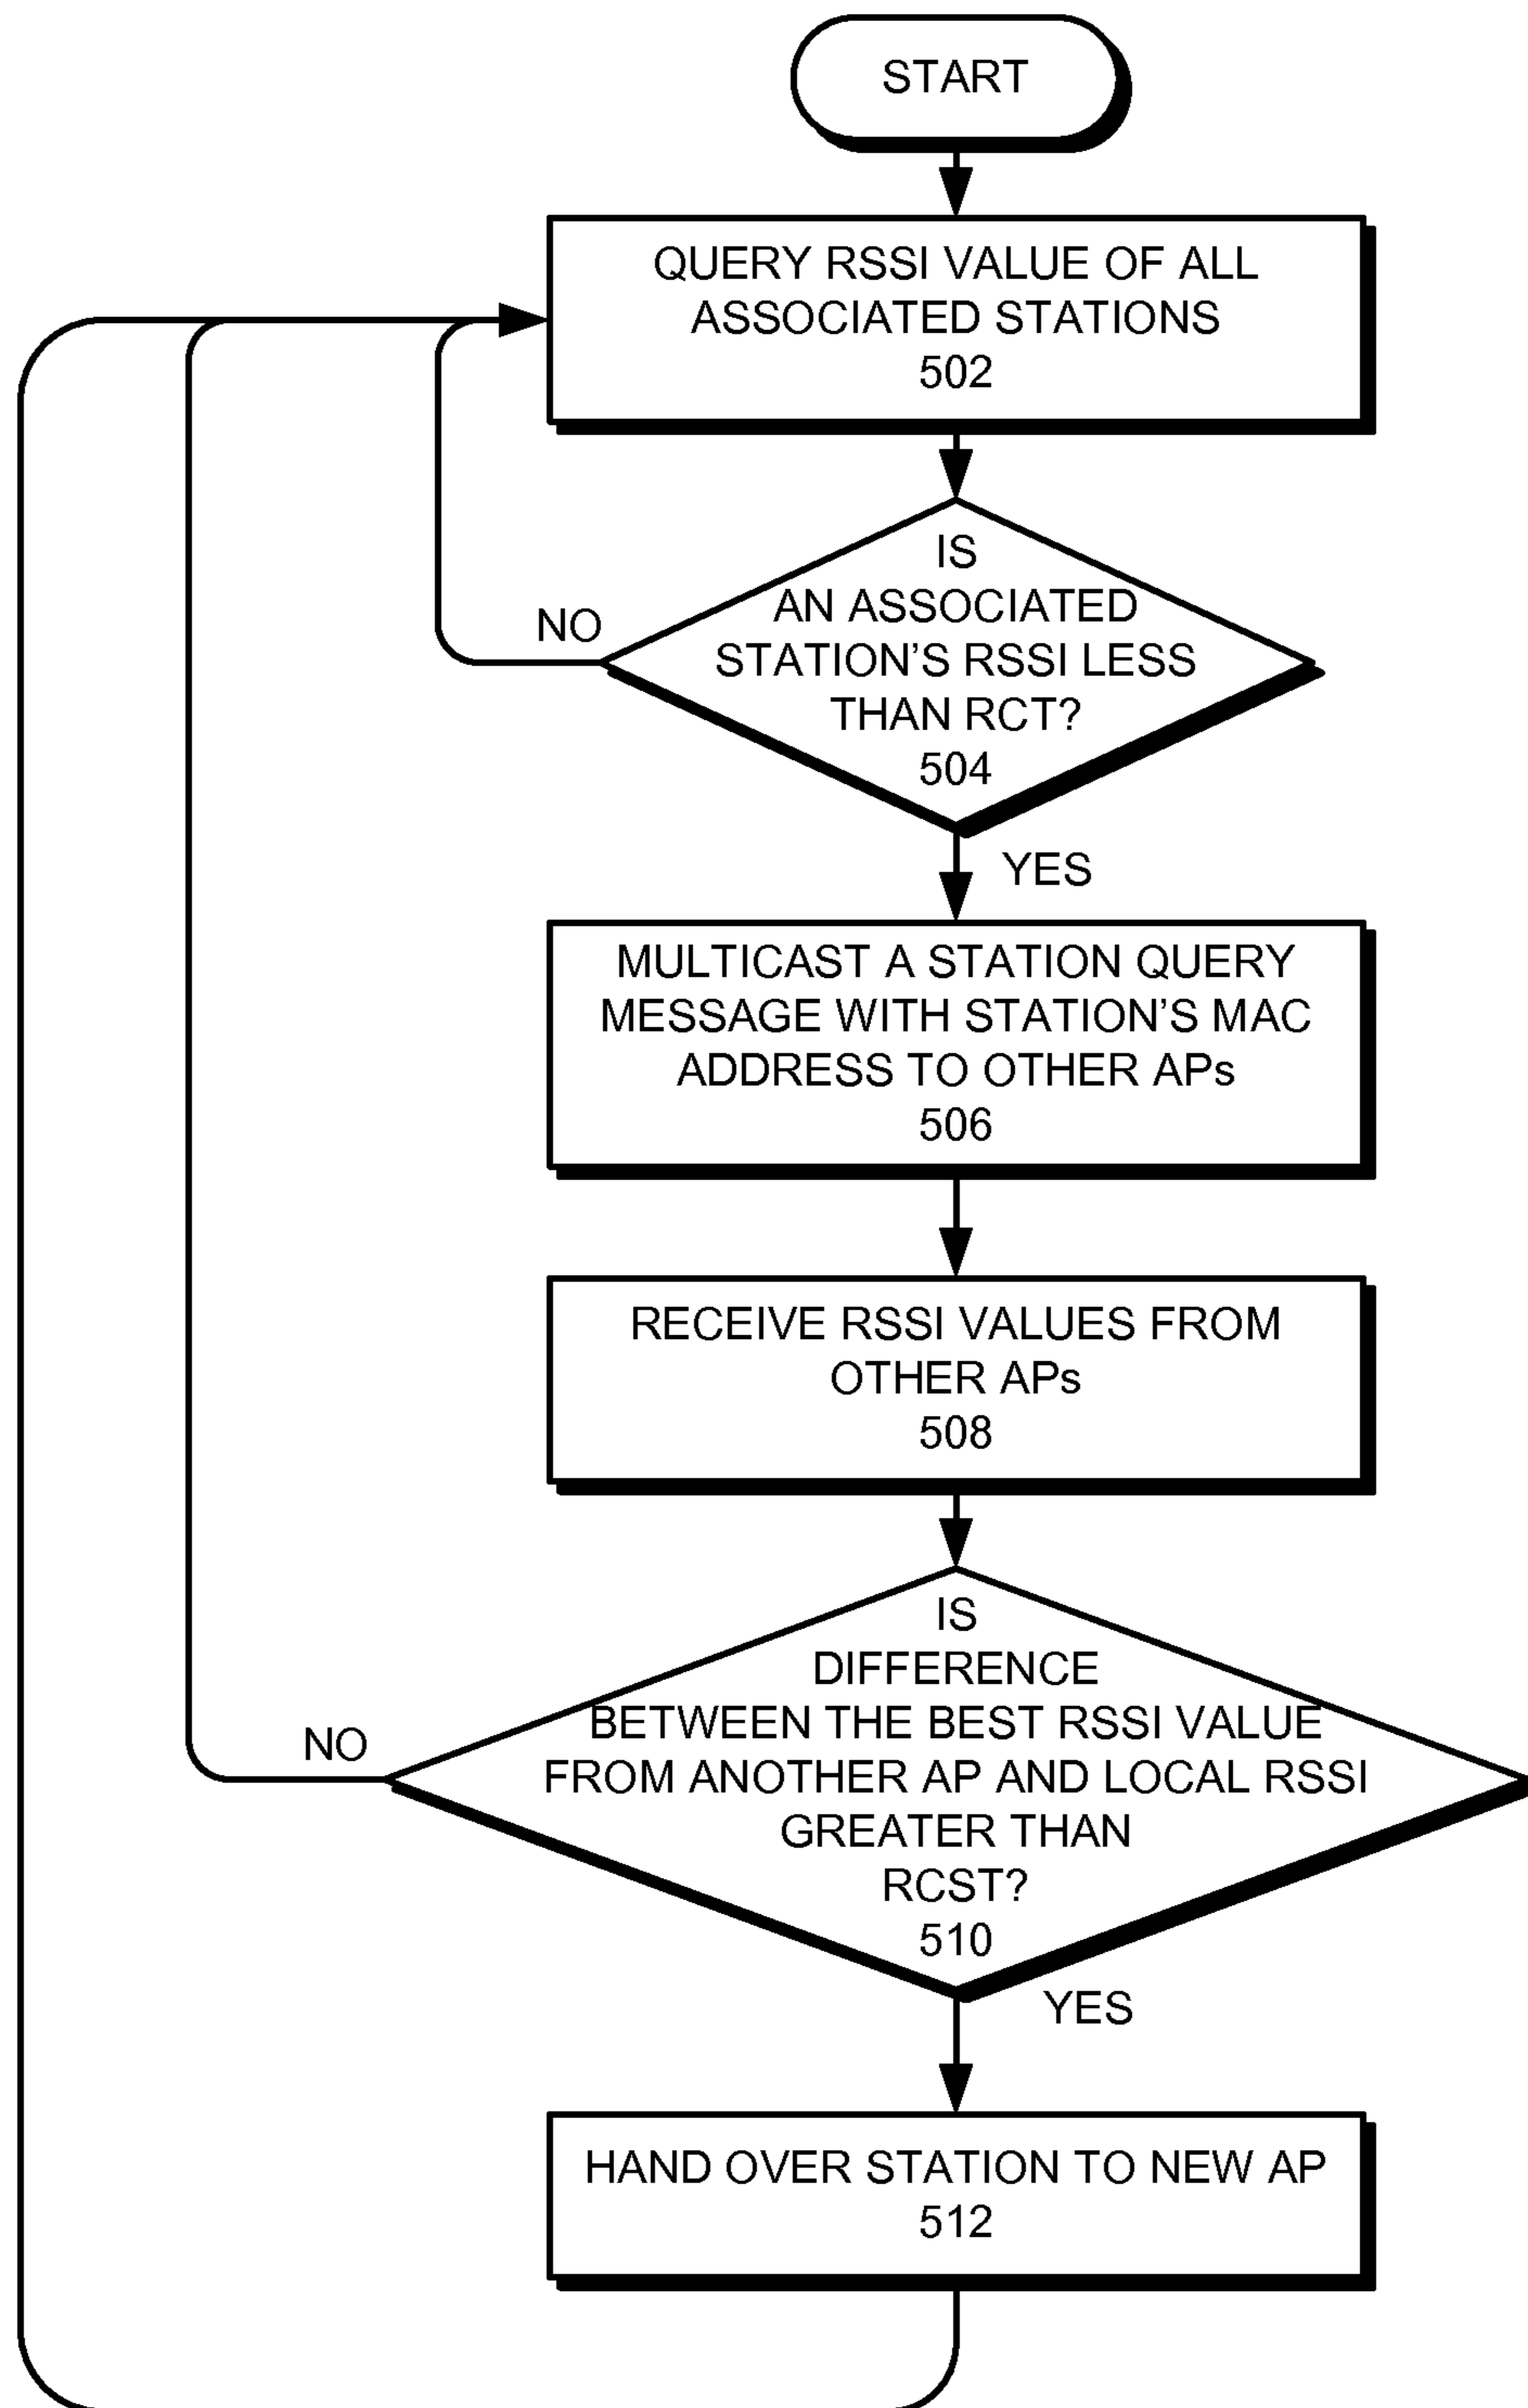 START
QUERY RSSI VALUE OF ALL
ASSOCIATED STATIONS
502
IS
AN ASSOCIATED
STATION'S RSSI LESS
THAN RCT?
504
NO
YES
MULTICAST A STATION QUERY
MESSAGE WITH STATION'S MAC
ADDRESS TO OTHER APs
506
RECEIVE RSSI VALUES FROM
OTHER APs
508
IS
DIFFERENCE
BETWEEN THE BEST RSSI VALUE
FROM ANOTHER AP AND LOCAL RSSI
GREATER THAN
RCST?
510
NO
YES
HAND OVER STATION TO NEW AP
512